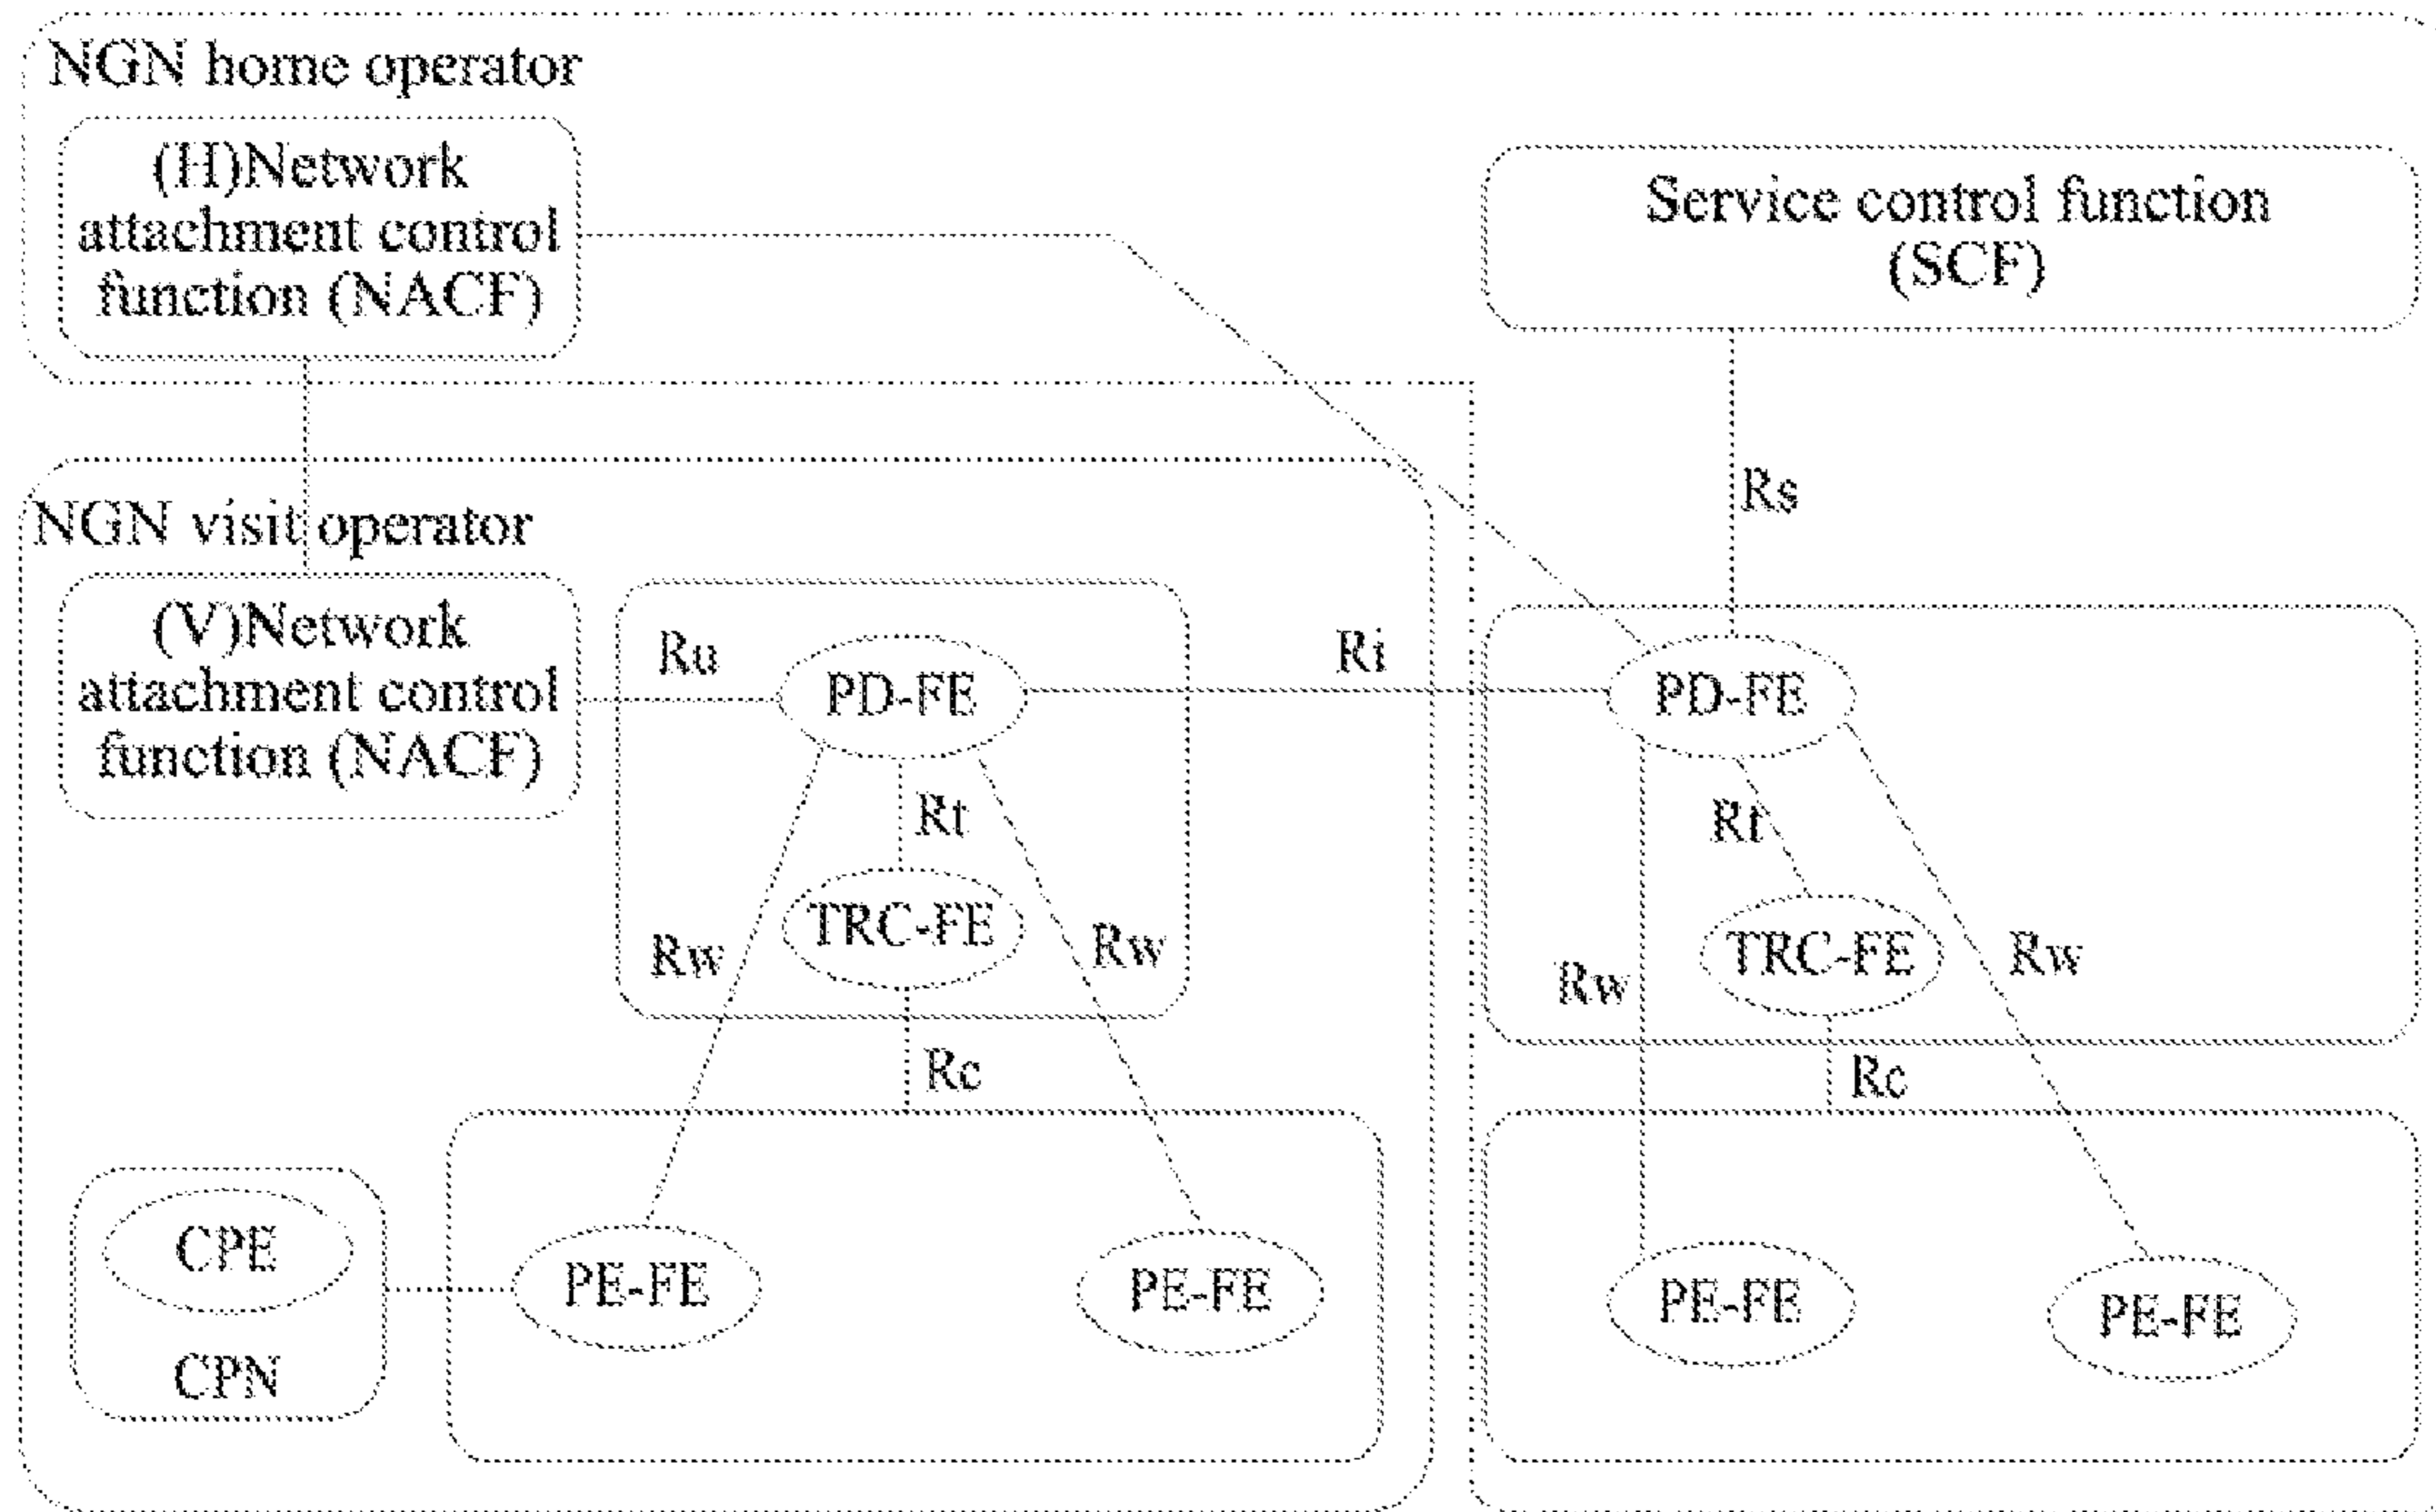 NGN home operator
(H)Network
attachment control
function (NACF)
Service control function
(SCF)
Rs
NGN visit operator
(V)Network
attachment control
function (NACF)
Ru
PD-FE
Ri
PD-FE
Rt
Rt
TRC-FE
TRC-FE
Rw
Rw
Rw
Rw
Rc
Rc
CPE
PE-FE
PE-FE
PE-FE
PE-FE
CPN